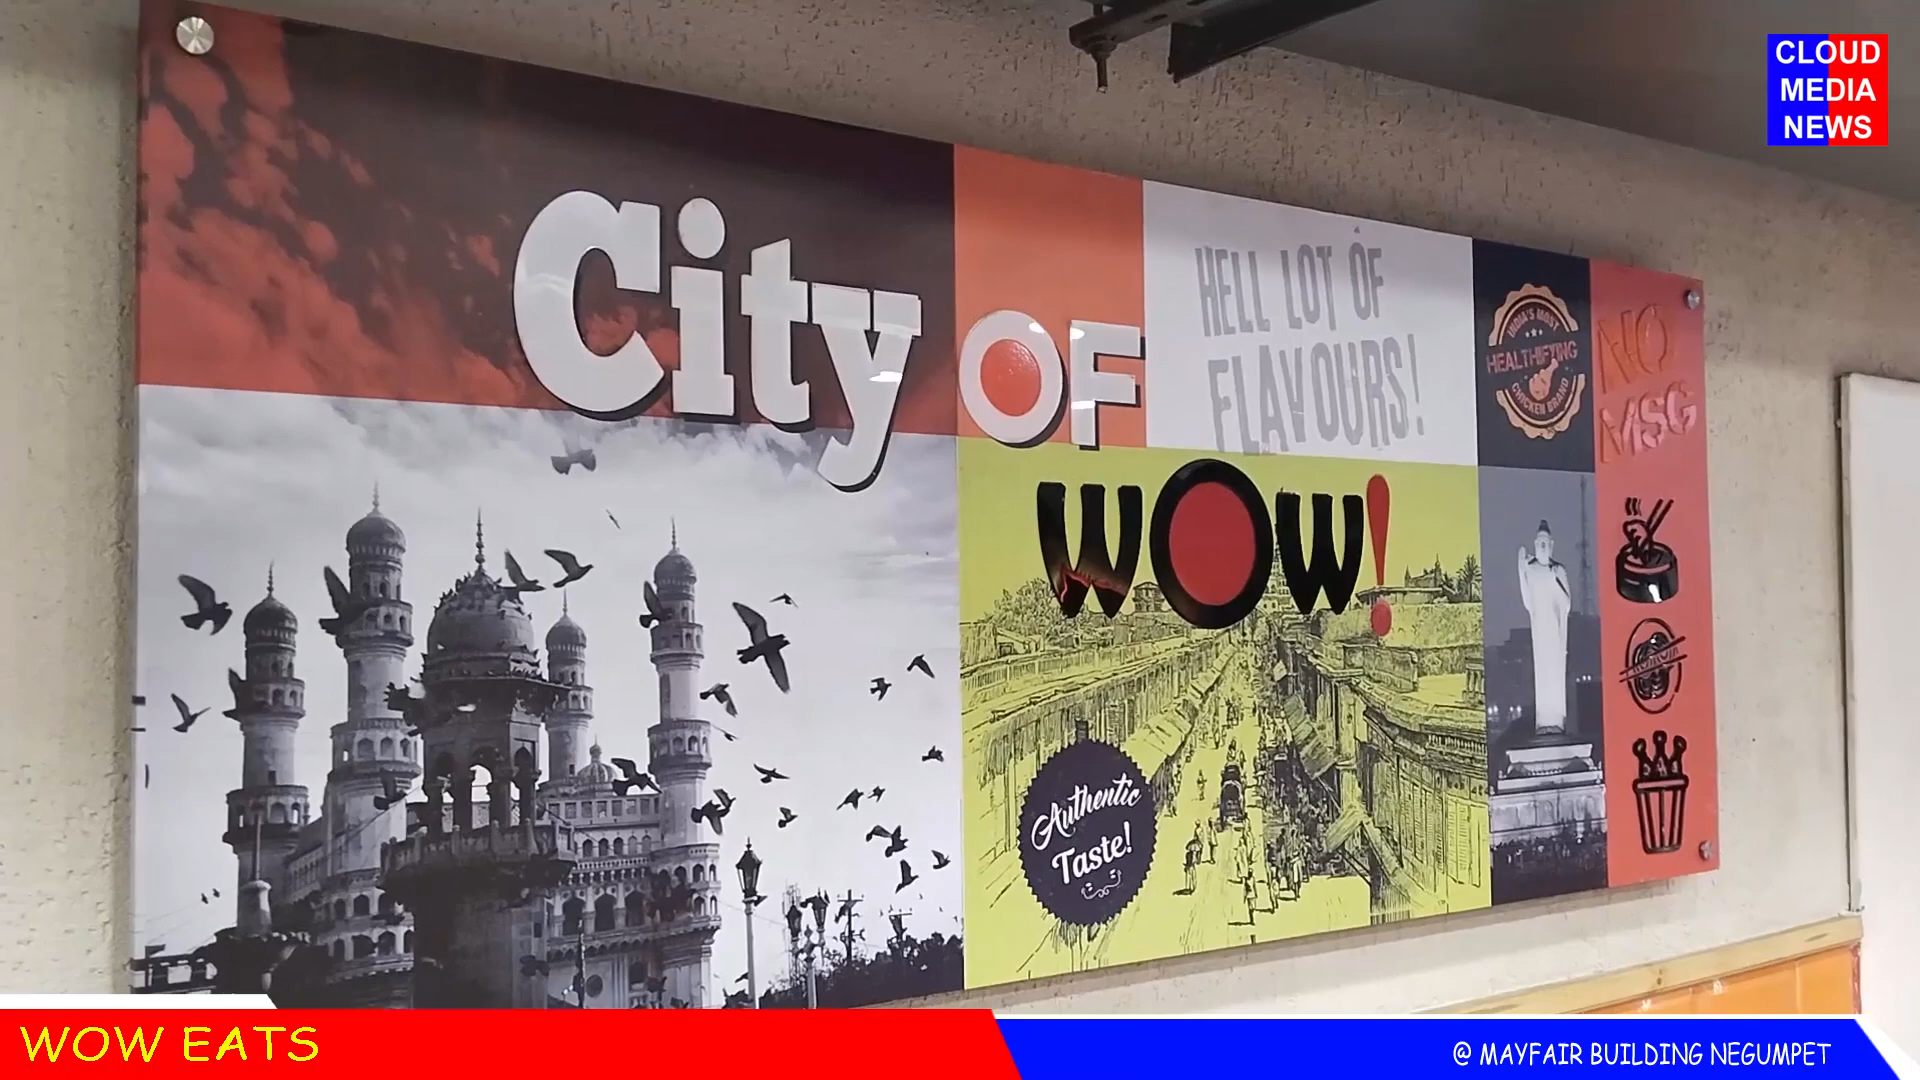 CLOUD
MEDIA
NEWS
City OF
WOW!
HELL LOT OF
FLAVOURS!
INDIA'S MOST
HEALTHIFYING
CHICKEN BRAND
NO
MSG
Authentic
Taste!
WOW EATS
@ MAYFAIR BUILDING NEGUMPET